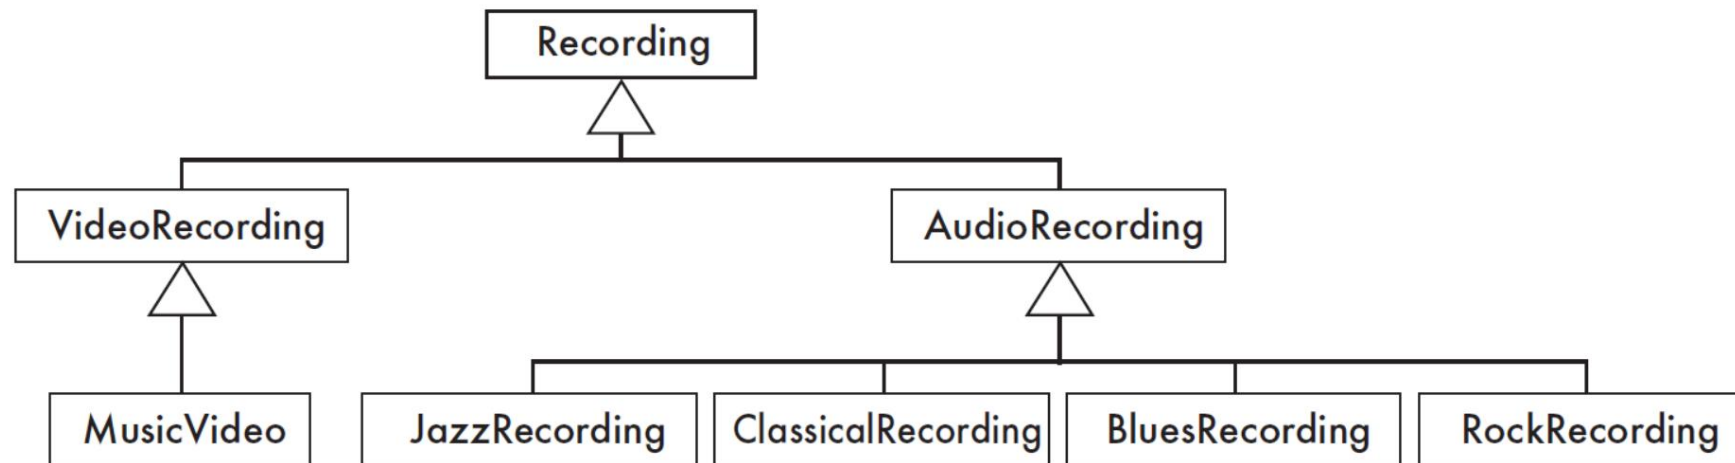 Recording
VideoRecording
AudioRecording
MusicVideo
JazzRecording
ClassicalRecording
BluesRecording
RockRecording